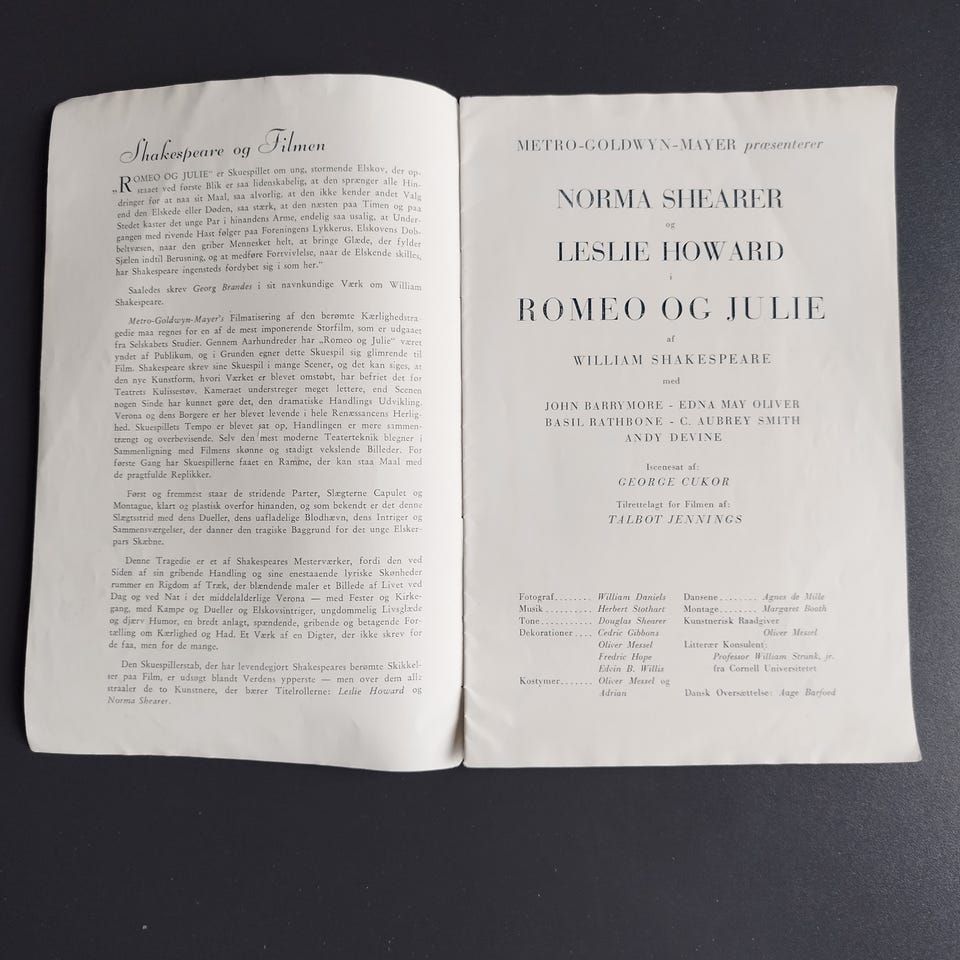 Shakespeare og Filmen
„ROMEO OG JULIE" er Skuespillet om ung, stormende Elskov, der op-
staaet ved første Blik er saa lidenskabelig, at den sprænger alle Hin-
dringer for at naa sit Maal, saa alvorlig, at den ikke kender andet Valg
end den Elskede eller Døden, saa stærk, at den næsten paa Timen og paa
Stedet kaster det unge Par i hinandens Arme, endelig saa usalig, at Under-
gangen med rivende Hast følger paa Foreningens Lykkerus. Elskovens Dob-
beltvæsen, naar den griber Mennesket helt, at bringe Glæde, der fylder
Sjælen indtil Berusning, og at medføre Fortvivlelse, naar de Elskende skilles,
har Shakespeare ingensteds fordybet sig i som her."
Saaledes skrev Georg Brandes i sit navnkundige Værk om William
Shakespeare.
Metro-Goldwyn-Mayer's Filmatisering af den berømte Kærlighedstra-
gedie maa regnes for en af de mest imponerende Storfilm, som er udgaaet
fra Selskabets Studier. Gennem Aarhundreder har „Romeo og Julie" været
yndet af Publikum, og i Grunden egner dette Skuespil sig glimrende til
Film. Shakespeare skrev sine Skuespil i mange Scener, og det kan siges, at
den nye Kunstform, hvori Værket er blevet omstøbt, har befriet det for
Teatrets Kulissestøv. Kameraet understreger meget lettere, end Scenen
nogen Sinde har kunnet gøre det, den dramatiske Handlings Udvikling.
Verona og dens Borgere er her blevet levende i hele Renæssancens Herlig-
hed. Skuespillets Tempo er blevet sat op, Handlingen er mere sammen-
trængt og overbevisende. Selv den mest moderne Teaterteknik blegner i
Sammenligning med Filmens skønne og stadigt vekslende Billeder. For
første Gang har Skuespillerne faaet en Ramme, der kan staa Maal med
de pragtfulde Replikker.
Først og fremmest staar de stridende Parter, Slægterne Capulet og
Montague, klart og plastisk overfor hinanden, og som bekendt er det denne
Slægtsstrid med dens Dueller, dens uafladelige Blodhævn, dens Intriger og
Sammensværgelser, der danner den tragiske Baggrund for det unge Elsker-
pars Skæbne.
Denne Tragedie er et af Shakespeares Mesterværker, fordi den ved
Siden af sin gribende Handling og sine enestaaende lyriske Skønheder
rummer en Rigdom af Træk, der blændende maler et Billede af Livet ved
Dag og ved Nat i det middelalderlige Verona — med Fester og Kirke-
gang, med Kampe og Dueller og Elskovsintriger, ungdommelig Livsglæde
og djærv Humor, en bredt anlagt, spændende, gribende og betagende For-
tælling om Kærlighed og Had. Et Værk af en Digter, der ikke skrev for
de faa, men for de mange.
Den Skuespillerstab, der har levendegjort Shakespeares berømte Skikkel-
ser paa Film, er udsøgt blandt Verdens ypperste — men over dem alle
straaler de to Kunstnere, der bærer Titelrollerne: Leslie Howard og
Norma Shearer.
METRO-GOLDWYN-MAYER præsenterer
NORMA SHEARER
og
LESLIE HOWARD
i
ROMEO OG JULIE
af
WILLIAM SHAKESPEARE
med
JOHN BARRYMORE - EDNA MAY OLIVER
BASIL RATHBONE - C. AUBREY SMITH
ANDY DEVINE
Iscenesat af:
GEORGE CUKOR
Tilrettelagt for Filmen af:
TALBOT JENNINGS
Fotograf....... William Daniels
Musik.......... Herbert Stothart
Tone........... Douglas Shearer
Dekorationer.... Cedric Gibbons
Oliver Messel
Fredric Hope
Edvin B. Willis
Kostymer....... Oliver Messel og
Adrian
Dansene........ Agnes de Mille
Montage........ Margaret Booth
Kunstnerisk Raadgiver
Oliver Messel
Litterær Konsulent:
Professor William Strunk, jr.
fra Cornell Universitetet
Dansk Oversættelse: Aage Barfoed